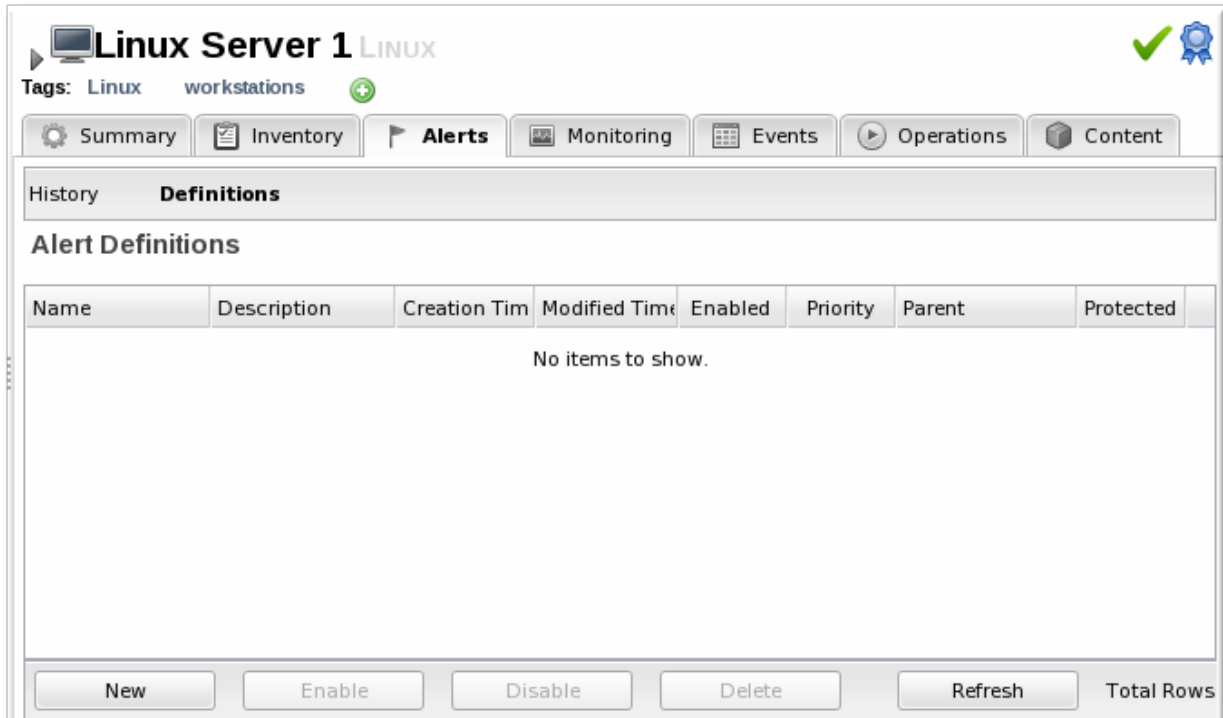 Linux Server 1 LINUX
Tags: Linux workstations
Summary Inventory Alerts Monitoring Events Operations Content
History Definitions
Alert Definitions
Name Description Creation Tim Modified Time Enabled Priority Parent Protected
No items to show.
New Enable Disable Delete Refresh Total Rows